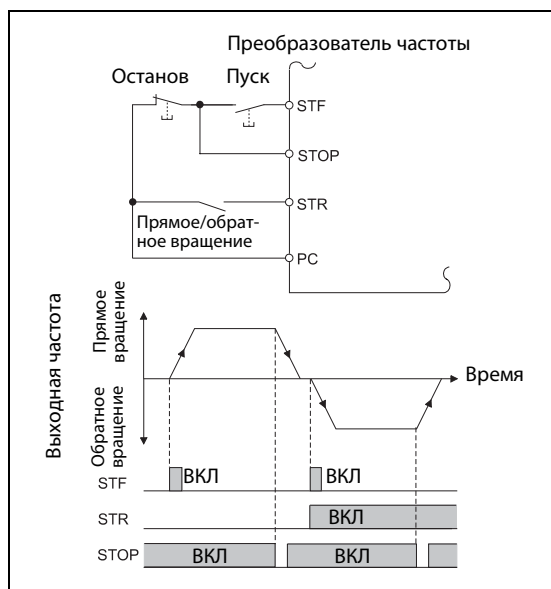 Преобразователь частоты
Останов
Пуск
STF
STOP
STR
Прямое/обрат-
ное вращение
PC
Выходная частота
Прямое
вращение
Обратное
вращение
Время
STF
ВКЛ
ВКЛ
STR
ВКЛ
STOP
ВКЛ
ВКЛ